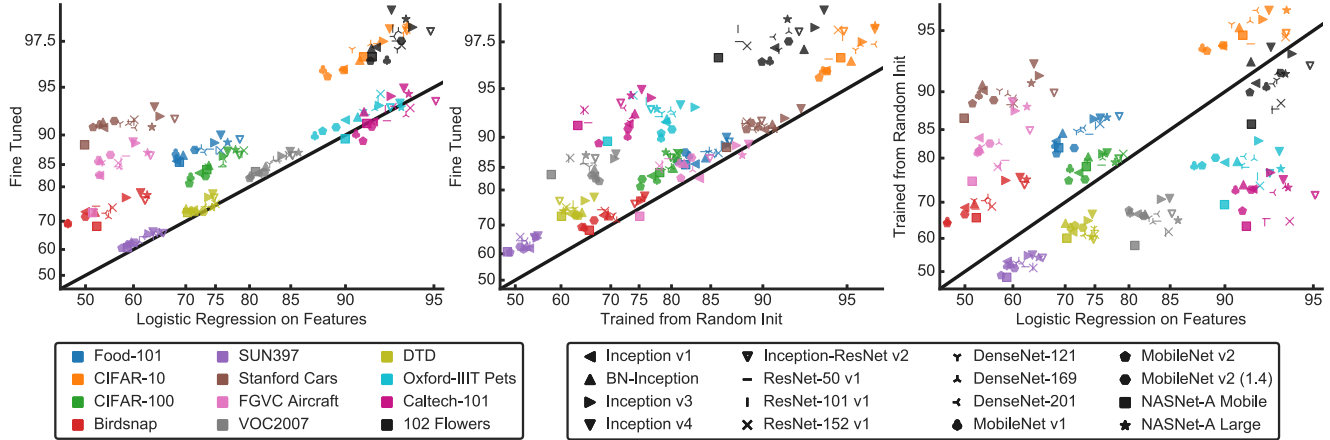 Fine Tuned
97.5
95
90
85
80
70
60
50
50 60 70 75 80 85 90 95
Logistic Regression on Features
Fine Tuned
97.5
95
90
85
80
70
60
50
50 60 70 75 80 85 90 95
Trained from Random Init
Trained from Random Init
95
90
85
80
70
60
50
50 60 70 75 80 85 90 95
Logistic Regression on Features
Food-101 SUN397 DTD
CIFAR-10 Stanford Cars Oxford-IIIT Pets
CIFAR-100 FGVC Aircraft Caltech-101
Birdsnap VOC2007 102 Flowers
Inception v1 Inception-ResNet v2 DenseNet-121 MobileNet v2
BN-Inception ResNet-50 v1 DenseNet-169 MobileNet v2 (1.4)
Inception v3 ResNet-101 v1 DenseNet-201 NASNet-A Mobile
Inception v4 ResNet-152 v1 MobileNet v1 NASNet-A Large